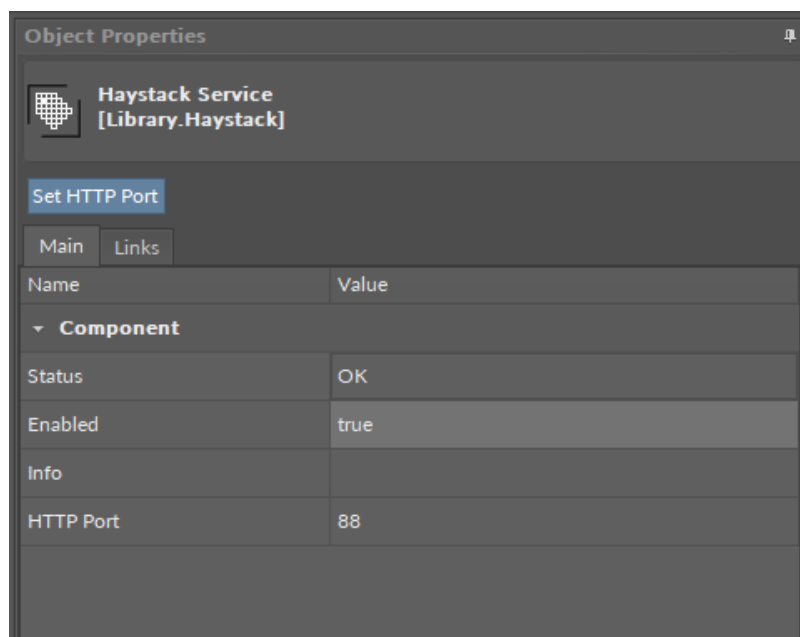 Object Properties
Haystack Service
[Library.Haystack]
Set HTTP Port
Main Links
Name Value
Component
Status OK
Enabled true
Info
HTTP Port 88